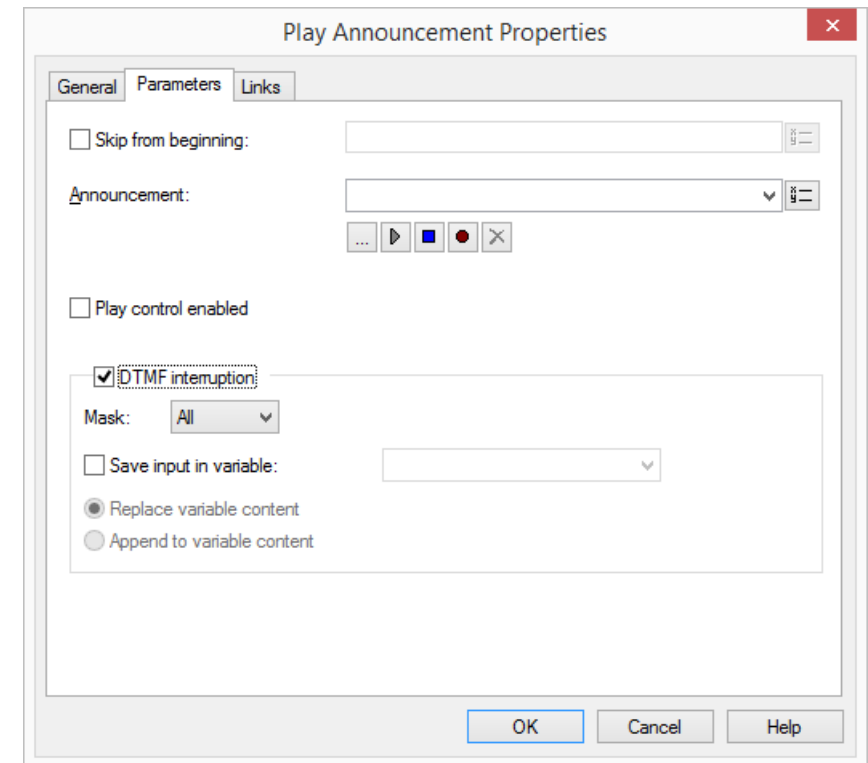 Play Announcement Properties
General Parameters Links
Skip from beginning:
Announcement:
...
Play control enabled
DTMF interruption
Mask: All
Save input in variable:
Replace variable content
Append to variable content
OK Cancel Help